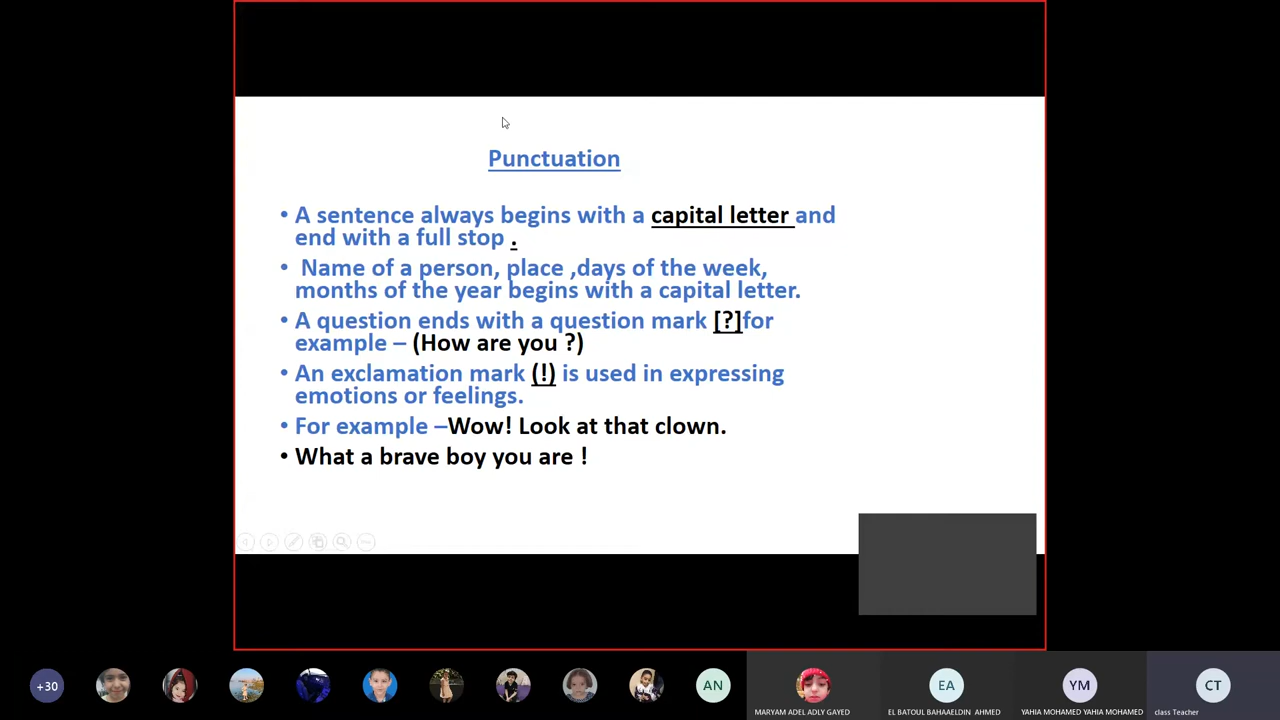 Punctuation
• A sentence always begins with a capital letter and
end with a full stop .
• Name of a person, place ,days of the week,
months of the year begins with a capital letter.
• A question ends with a question mark [?]for
example – (How are you ?)
• An exclamation mark (!) is used in expressing
emotions or feelings.
• For example –Wow! Look at that clown.
• What a brave boy you are !
+30
AN
EA
YM
CT
MARYAM ADEL ADLY GAYED
EL BATOUL BAHAAELDIN AHMED
YAHIA MOHAMED YAHIA MOHAMED
class Teacher